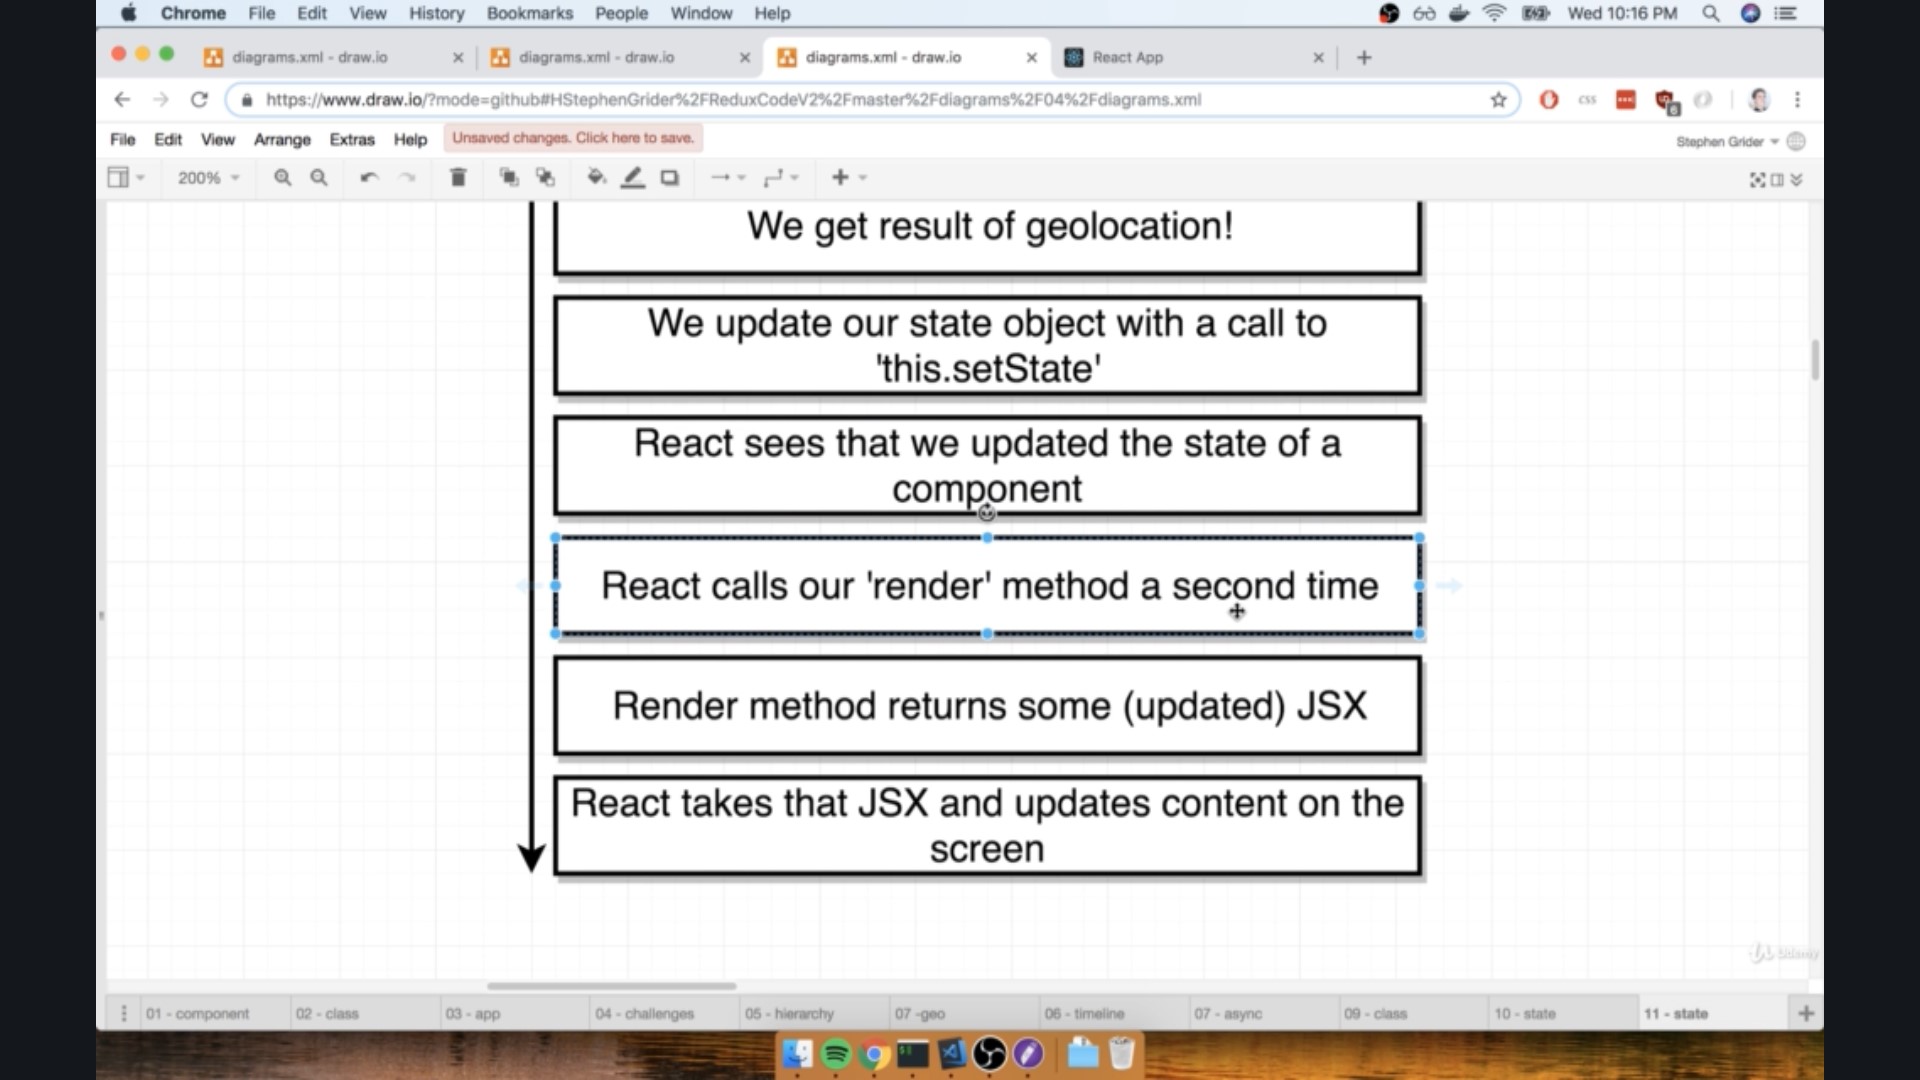 Chrome File Edit View History Bookmarks People Window Help Wed 10:16 PM
diagrams.xml - draw.io diagrams.xml - draw.io diagrams.xml - draw.io React App
https://www.draw.io/?mode=github#HStephenGrider%2FReduxCodeV2%2Fmaster%2Fdiagrams%2F04%2Fdiagrams.xml
CSS
6
File Edit View Arrange Extras Help Unsaved changes. Click here to save. Stephen Grider
200%
We get result of geolocation!
We update our state object with a call to
'this.setState'
React sees that we updated the state of a
component
React calls our 'render' method a second time
Render method returns some (updated) JSX
React takes that JSX and updates content on the
screen
Udemy
01 - component 02 - class 03 - app 04 - challenges 05 - hierarchy 07 -geo 06 - timeline 07 - async 09 - class 10 - state 11 - state